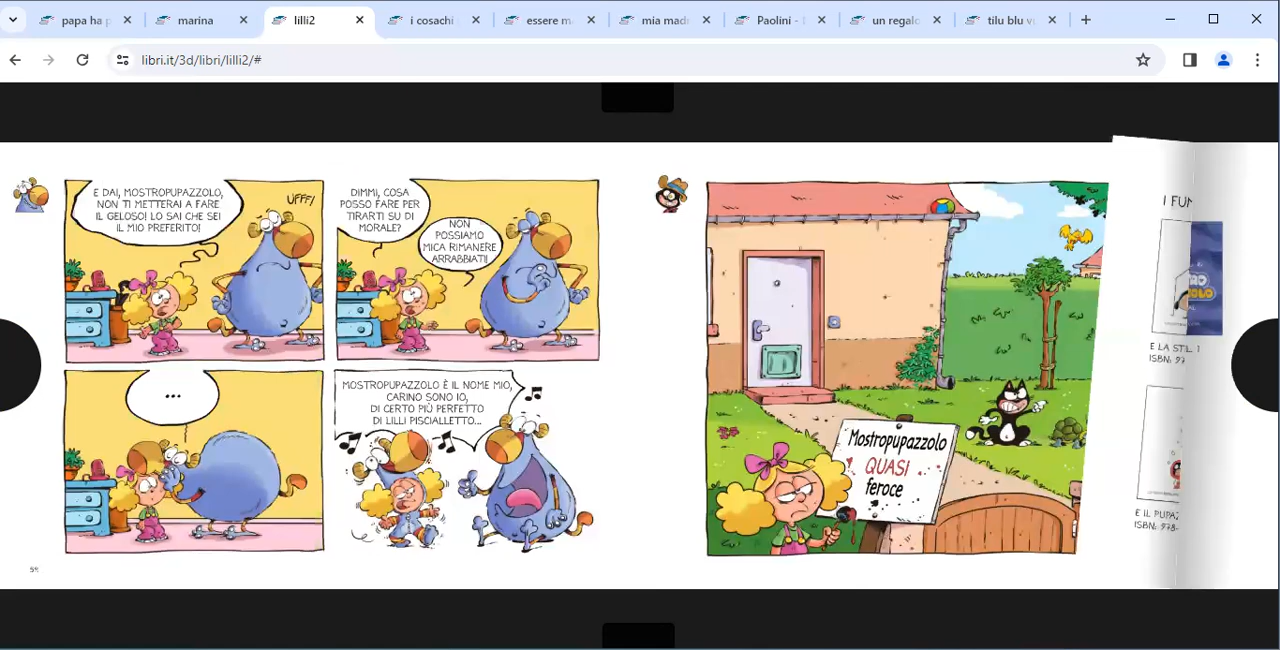 papa ha p
marina
lilli2
i cosachi
essere ma
mia madr
Paolini -
un regalo
tilu blu v
libri.it/3d/libri/lilli2/#
E DAI, MOSTROPUPAZZOLO,
NON TI METTERAI A FARE
IL GELOSO! LO SAI CHE SEI
IL MIO PREFERITO!
UFFF!
DIMMI, COSA
POSSO FARE PER
TIRARTI SU DI
MORALE?
NON
POSSIAMO
MICA RIMANERE
ARRABBIATI!
...
MOSTROPUPAZZOLO È IL NOME MIO,
CARINO SONO IO,
DI CERTO PIÙ PERFETTO
DI LILLI PISCIALLETTO...
Mostropupazzolo
QUASI
feroce
I FUN
E LA STIL
ISBN: 97
E IL PUPAZ
ISBN: 978-